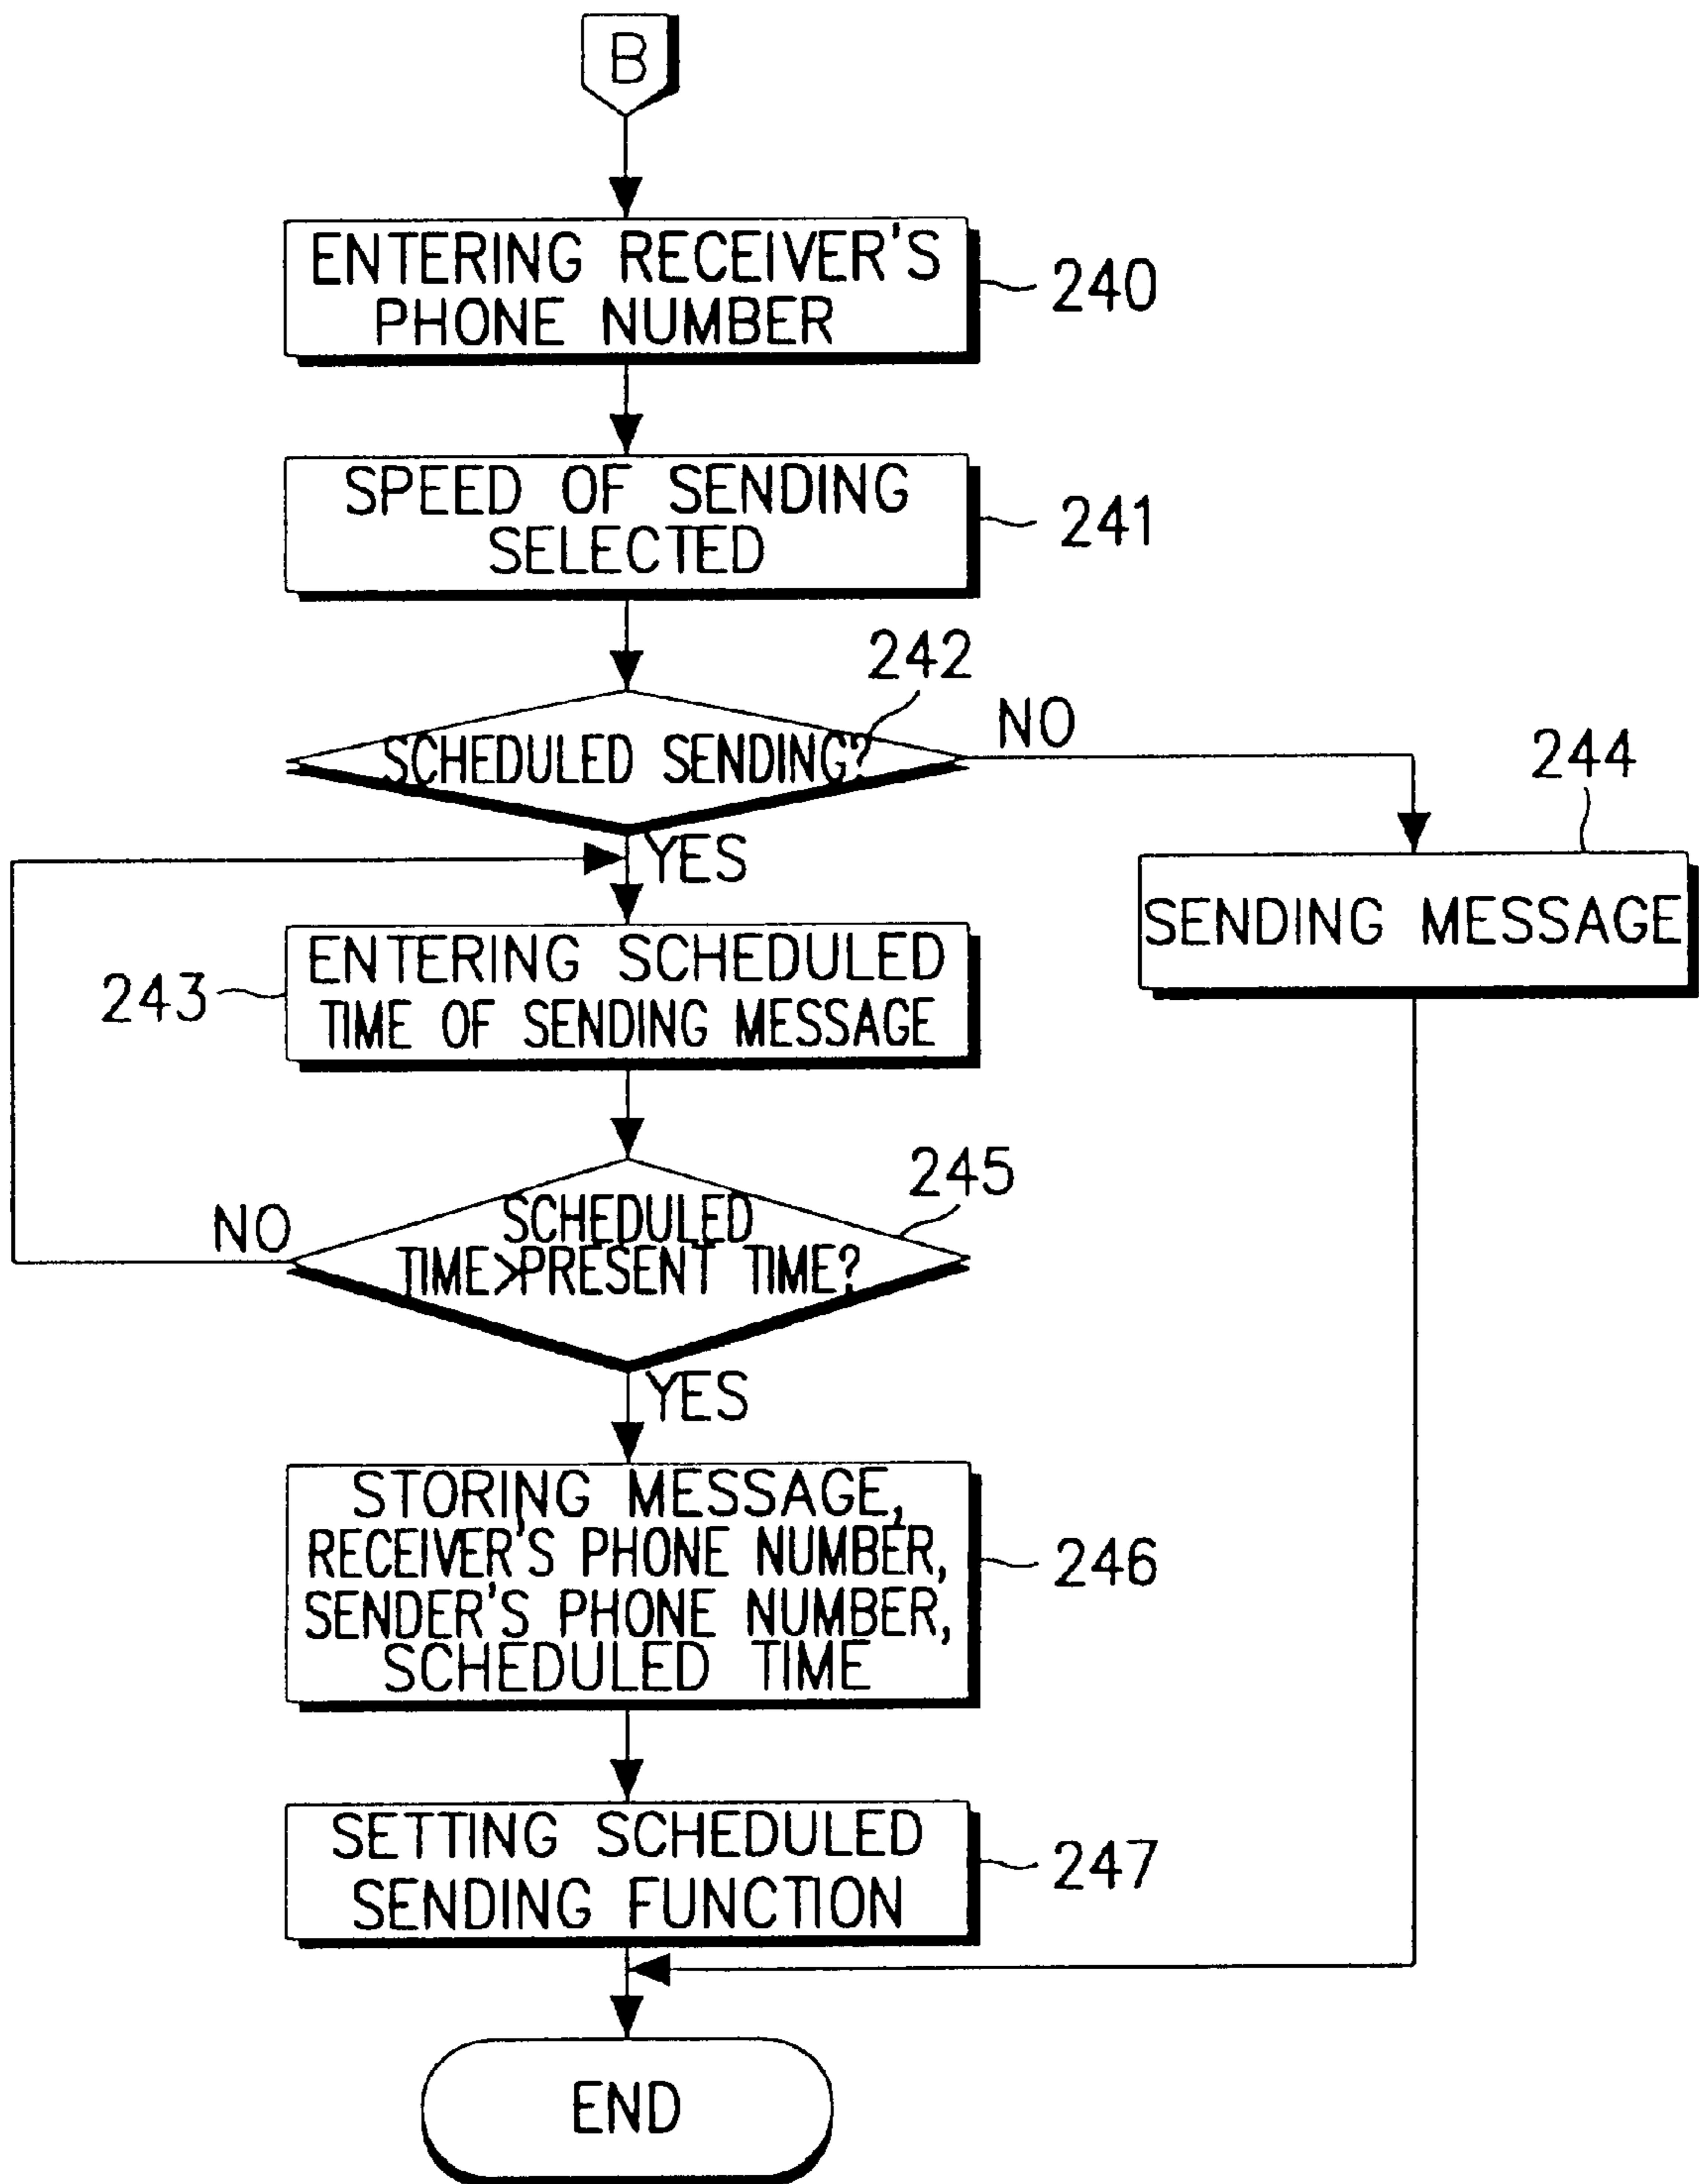 B
ENTERING RECEIVER'S
PHONE NUMBER
240
SPEED OF SENDING
SELECTED
241
242
SCHEDULED SENDING?
NO
244
YES
SENDING MESSAGE
243
ENTERING SCHEDULED
TIME OF SENDING MESSAGE
245
NO
SCHEDULED
TIME>PRESENT TIME?
YES
STORING MESSAGE,
RECEIVER'S PHONE NUMBER,
SENDER'S PHONE NUMBER,
SCHEDULED TIME
246
SETTING SCHEDULED
SENDING FUNCTION
247
END